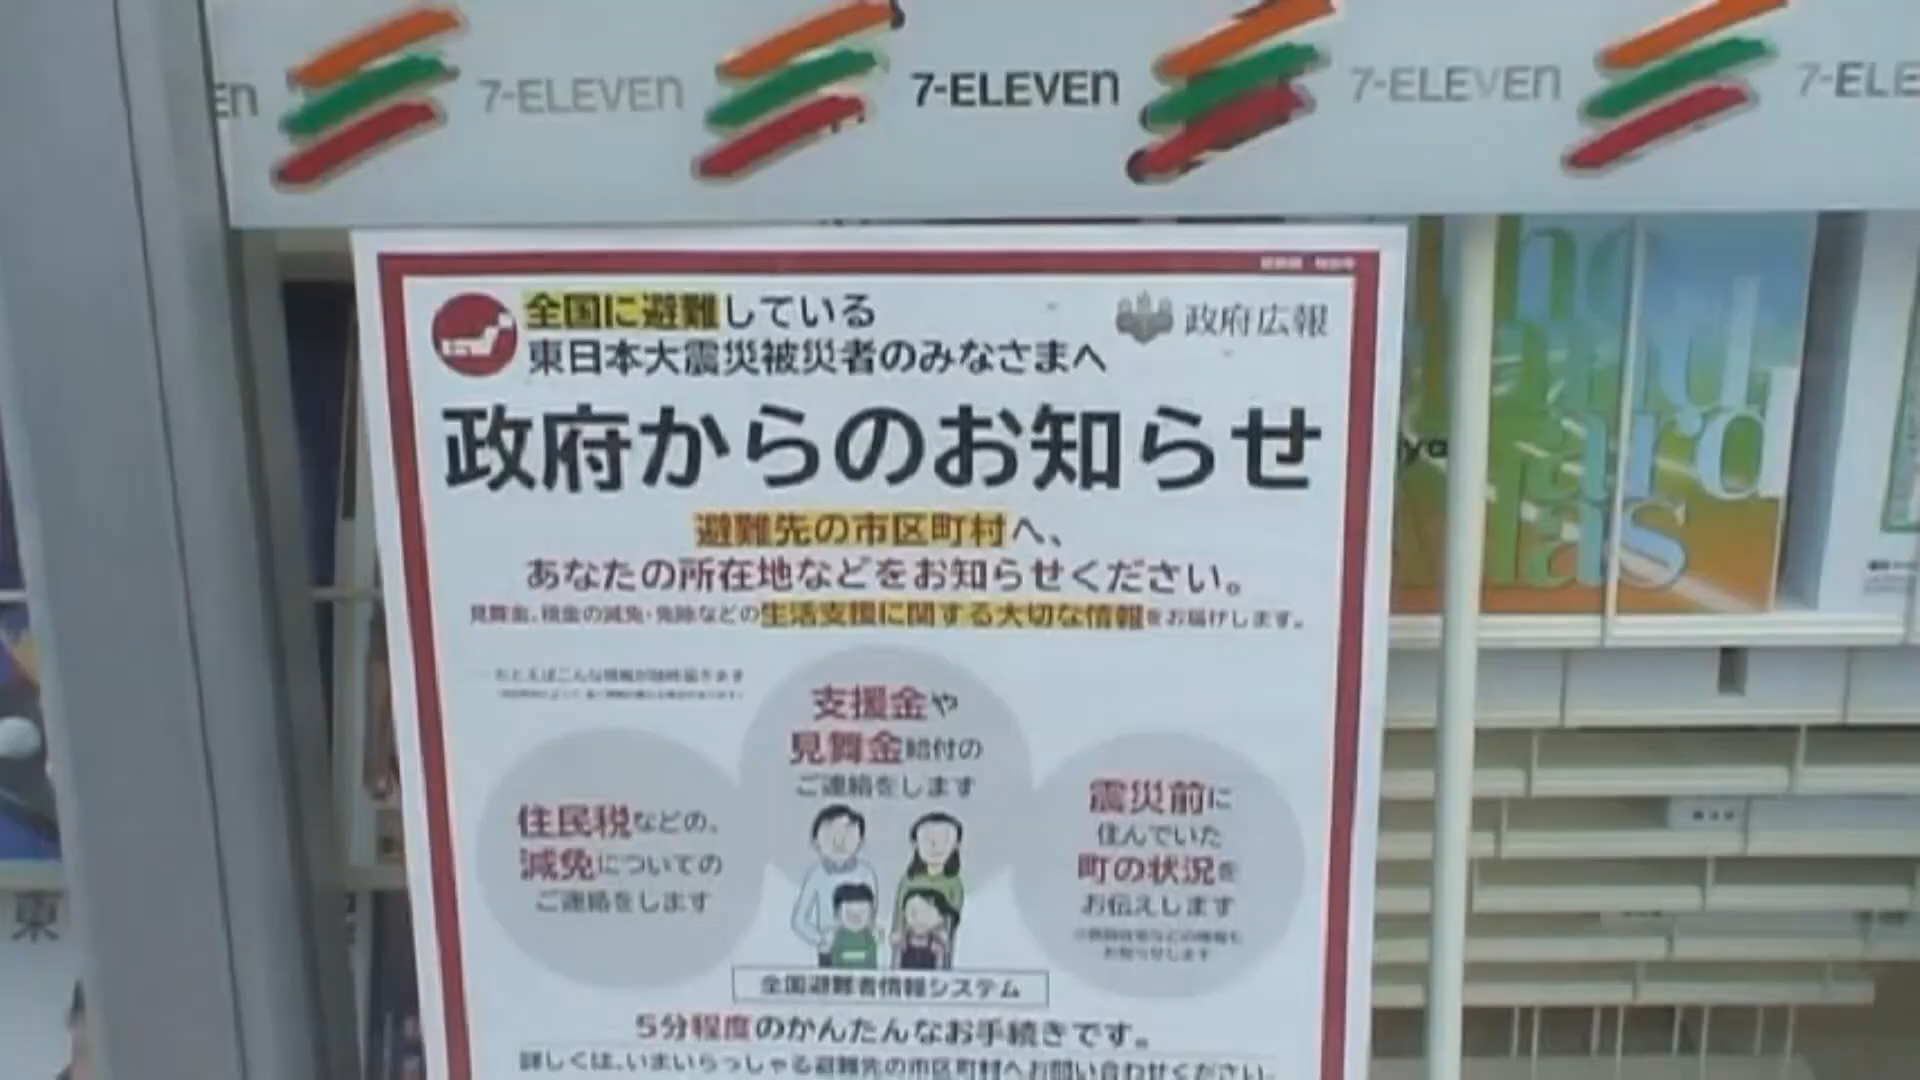 EN 7-ELEVEN 7-ELEVEN 7-ELEVEN 7-ELE
全国に避難している
東日本大震災被災者のみなさまへ
政府広報
政府からのお知らせ
避難先の市区町村へ、
あなたの所在地などをお知らせください。
見舞金、税金の減免・免除などの生活支援に関する大切な情報をお届けします。
たとえばこんな情報が随時届きます
支援金や
見舞金給付の
ご連絡をします
住民税などの、
減免についての
ご連絡をします
震災前に
住んでいた
町の状況を
お伝えします
お知らせします
全国避難者情報システム
5分程度のかんたんなお手続きです。
詳しくは、いまいらっしゃる避難先の市区町村へお問い合わせください。
東
ya